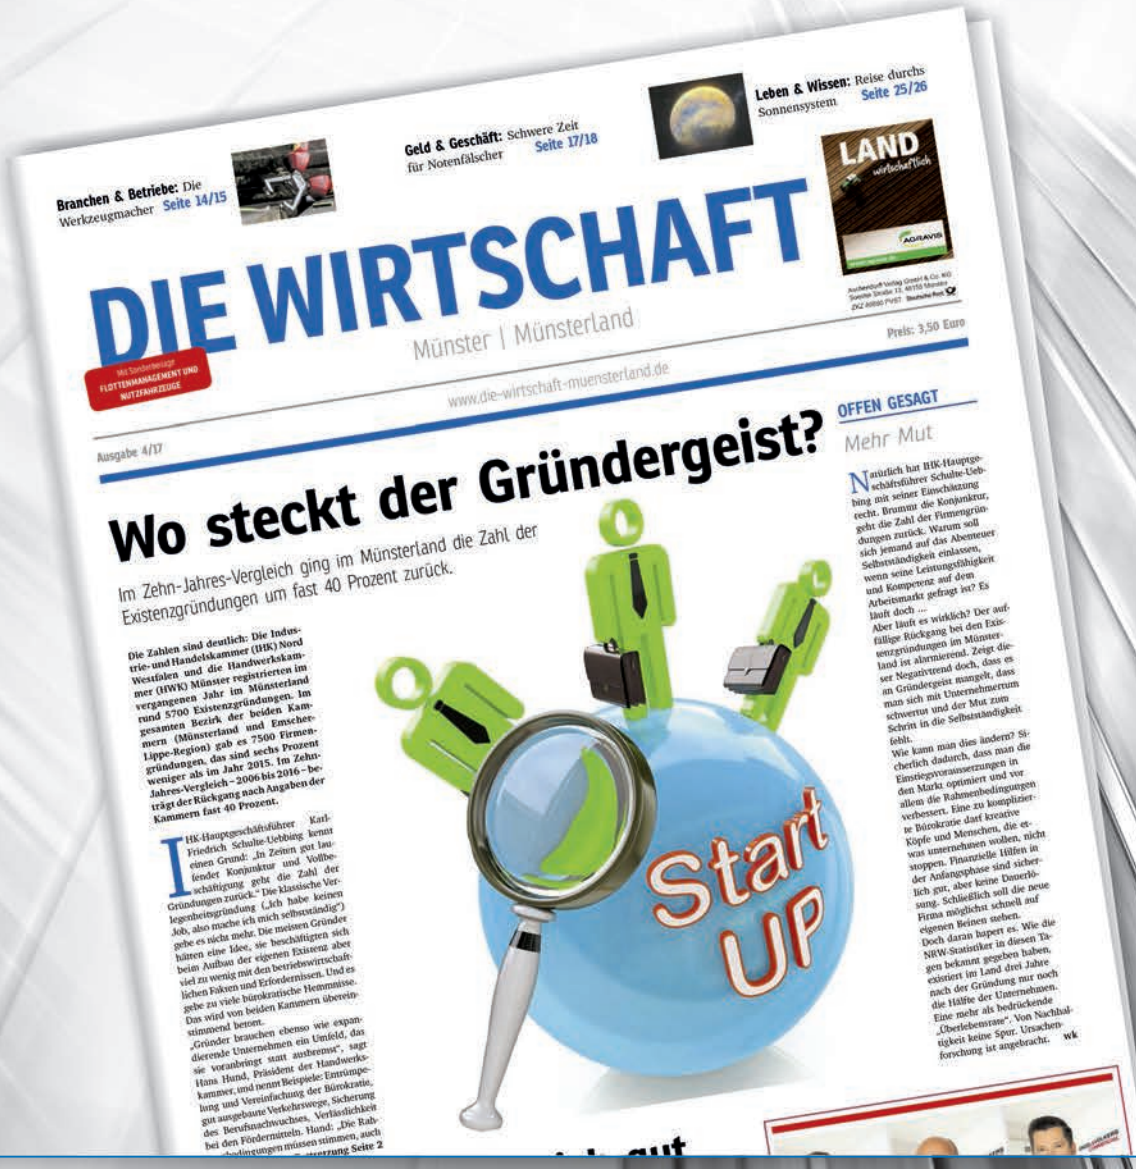 Branchen & Betriebe: Die
Werkzeugmacher Seite 14/15
Geld & Geschäft: Schwere Zeit
für Notenfälscher Seite 17/18
Leben & Wissen: Reise durchs
Sonnensystem Seite 25/26
LAND
wirtschaftlich
AGRAVIS
DIE WIRTSCHAFT
Münster | Münsterland
Aschendorff Verlag GmbH & Co. KG
Soester Straße 13, 48155 Münster
Deutsche Post
Mit Sonderbeilage
FLOTTENMANAGEMENT UND
NUTZFAHRZEUGE
www.die-wirtschaft-muensterland.de
Preis: 3,50 Euro
Ausgabe 4/17
Wo steckt der Gründergeist?
Im Zehn-Jahres-Vergleich ging im Münsterland die Zahl der
Existenzgründungen um fast 40 Prozent zurück.
Die Zahlen sind deutlich: Die Indus-
trie- und Handelskammer (IHK) Nord
Westfalen und die Handwerkskam-
mer (HWK) Münster registrierten im
vergangenen Jahr im Münsterland
rund 5700 Existenzgründungen. Im
gesamten Bezirk der beiden Kam-
mern (Münsterland und Emscher-
Lippe-Region) gab es 7500 Firmen-
gründungen, das sind sechs Prozent
weniger als im Jahr 2015. Im Zehn-
Jahres-Vergleich – 2006 bis 2016 – be-
trägt der Rückgang nach Angaben der
Kammern fast 40 Prozent.
IHK-Hauptgeschäftsführer Karl-
Friedrich Schulte-Uebbing kennt
einen Grund: „In Zeiten gut lau-
fender Konjunktur und Vollbe-
schäftigung geht die Zahl der
Gründungen zurück.“ Die klassische Ver-
legenheitsgründung („Ich habe keinen
Job, also mache ich mich selbstständig“)
gebe es nicht mehr. Die meisten Gründer
hätten eine Idee, sie beschäftigten sich
beim Aufbau der eigenen Existenz aber
viel zu wenig mit den betriebswirtschaft-
lichen Fakten und Erfordernissen. Und es
gebe zu viele bürokratische Hemmnisse.
Das wird von beiden Kammern überein-
stimmend betont.
„Gründer brauchen ebenso wie expan-
dierende Unternehmen ein Umfeld, das
sie voranbringt statt ausbremst“, sagt
Hans Hund, Präsident der Handwerks-
kammer, und nennt Beispiele: Entrümpe-
lung und Vereinfachung der Bürokratie,
gut ausgebaute Verkehrswege, Sicherung
des Berufsnachwuchses, Verlässlichkeit
bei den Fördermitteln. Hund: „Die Rah-
müssen stimmen, auch
Seite 2
Start
UP
OFFEN GESAGT
Mehr Mut
Natürlich hat IHK-Hauptge-
schäftsführer Schulte-Ueb-
bing mit seiner Einschätzung
recht. Brummt die Konjunktur,
geht die Zahl der Firmengrün-
dungen zurück. Warum soll
sich jemand auf das Abenteuer
Selbstständigkeit einlassen,
wenn seine Leistungsfähigkeit
und Kompetenz auf dem
Arbeitsmarkt gefragt ist? Es
läuft doch ...
Aber läuft es wirklich? Der auf-
fällige Rückgang bei den Exis-
tenzgründungen im Münster-
land ist alarmierend. Zeigt die-
ser Negativtrend doch, dass es
an Gründergeist mangelt, dass
man sich mit Unternehmertum
schwertut und der Mut zum
Schritt in die Selbstständigkeit
fehlt.
Wie kann man dies ändern? Si-
cherlich dadurch, dass man die
Einstiegsvoraussetzungen in
den Markt optimiert und vor
allem die Rahmenbedingungen
verbessert. Eine zu komplizier-
te Bürokratie darf kreative
Köpfe und Menschen, die et-
was unternehmen wollen, nicht
stoppen. Finanzielle Hilfen in
der Anfangsphase sind sicher-
lich gut, aber keine Dauerlö-
sung. Schließlich soll die neue
Firma möglichst schnell auf
eigenen Beinen stehen.
Doch daran hapert es. Wie die
NRW-Statistiker in diesen Ta-
gen bekannt gegeben haben,
existiert im Land drei Jahre
nach der Gründung nur noch
die Hälfte der Unternehmen.
Eine mehr als bedrückende
„Überlebensrate“. Von Nachhal-
tigkeit keine Spur. Ursachen-
forschung ist angebracht. wk